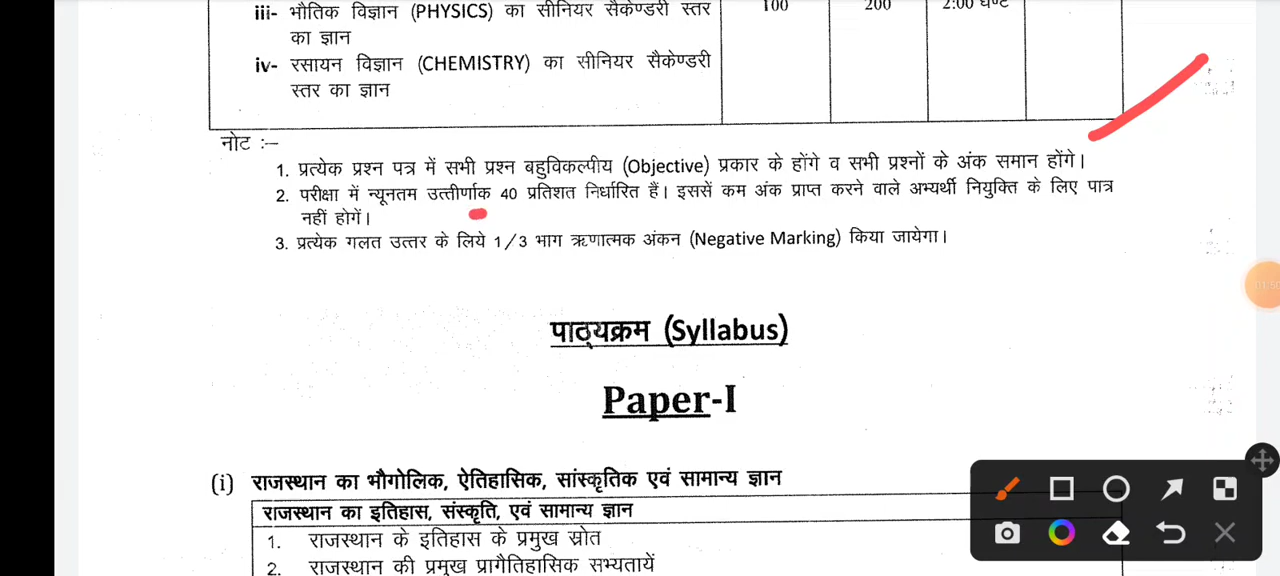 iii- भौतिक विज्ञान (PHYSICS) का सीनियर सैकेण्डरी स्तर 100 200 2:00 घण्टे
का ज्ञान
iv- रसायन विज्ञान (CHEMISTRY) का सीनियर सैकेण्डरी
स्तर का ज्ञान
नोट :–
1. प्रत्येक प्रश्न पत्र में सभी प्रश्न बहुविकल्पीय (Objective) प्रकार के होंगे व सभी प्रश्नों के अंक समान होंगे।
2. परीक्षा में न्यूनतम उत्तीर्णाक 40 प्रतिशत निर्धारित हैं। इससें कम अंक प्राप्त करने वाले अभ्यर्थी नियुक्ति के लिए पात्र
नहीं होगें।
3. प्रत्येक गलत उत्तर के लिये 1/3 भाग ऋणात्मक अंकन (Negative Marking) किया जायेगा।
पाठ्यक्रम (Syllabus)
Paper-I
(i) राजस्थान का भौगोलिक, ऐतिहासिक, सांस्कृतिक एवं सामान्य ज्ञान
राजस्थान का इतिहास, संस्कृति, एवं सामान्य ज्ञान
1. राजस्थान के इतिहास के प्रमुख स्रोत
2. राजस्थान की प्रमुख प्रागैतिहासिक सभ्यतायें